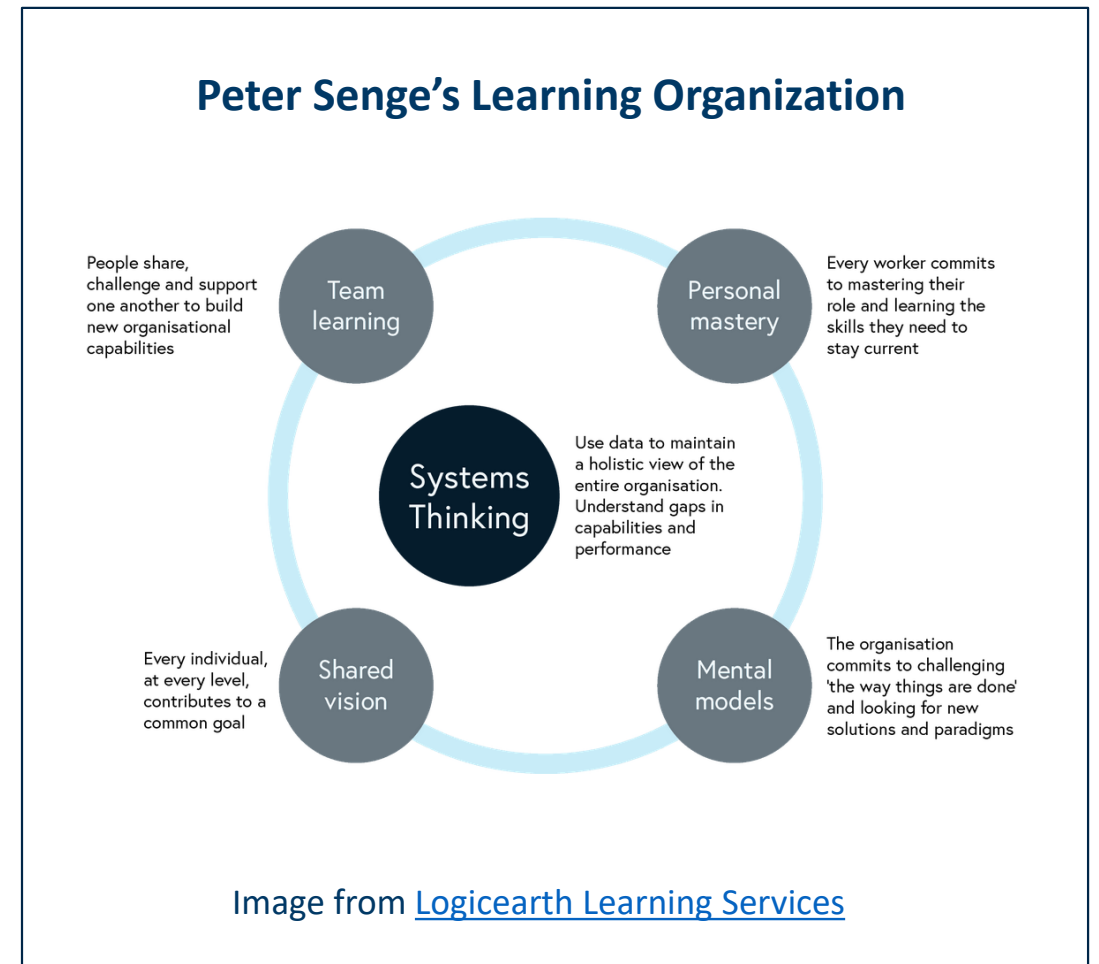 Peter Senge’s Learning Organization
People share,
challenge and support
one another to build
new organisational
capabilities
Team
learning
Personal
mastery
Every worker commits
to mastering their
role and learning the
skills they need to
stay current
Systems
Thinking
Use data to maintain
a holistic view of the
entire organisation.
Understand gaps in
capabilities and
performance
Every individual,
at every level,
contributes to a
common goal
Shared
vision
Mental
models
The organisation
commits to challenging
'the way things are done'
and looking for new
solutions and paradigms
Image from Logicearth Learning Services